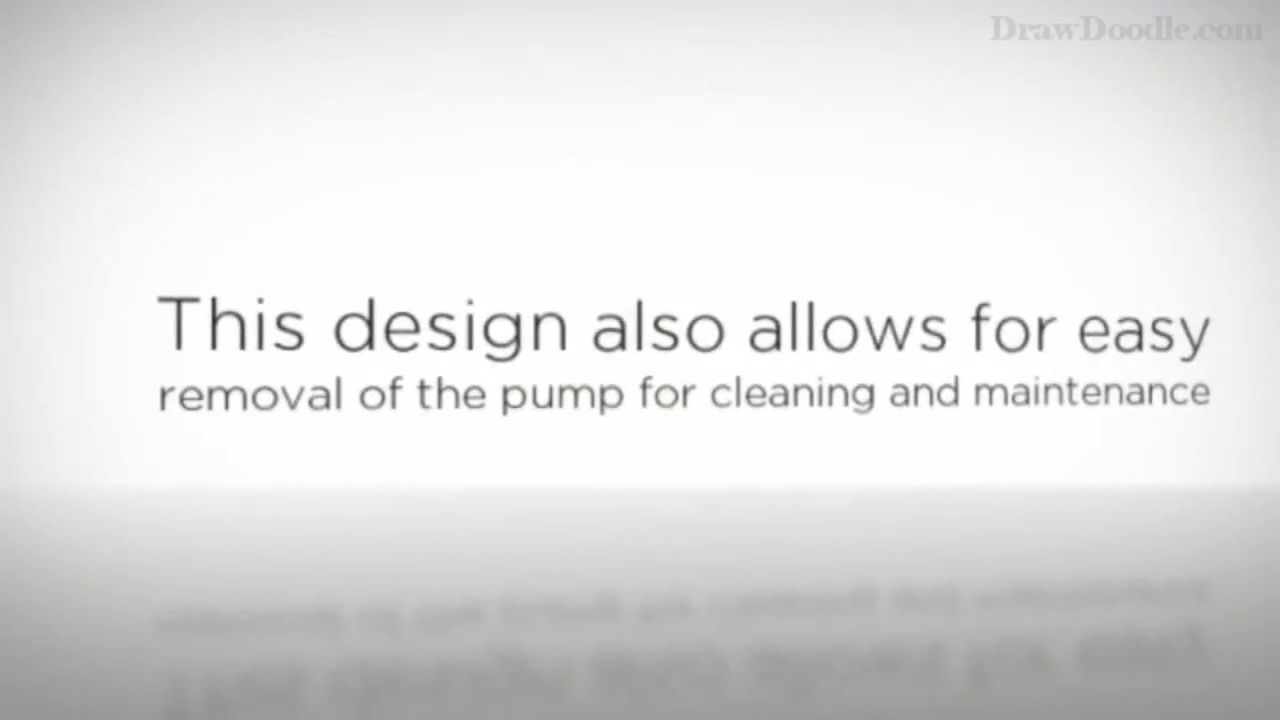 DrawDoodle.com
This design also allows for easy
removal of the pump for cleaning and maintenance